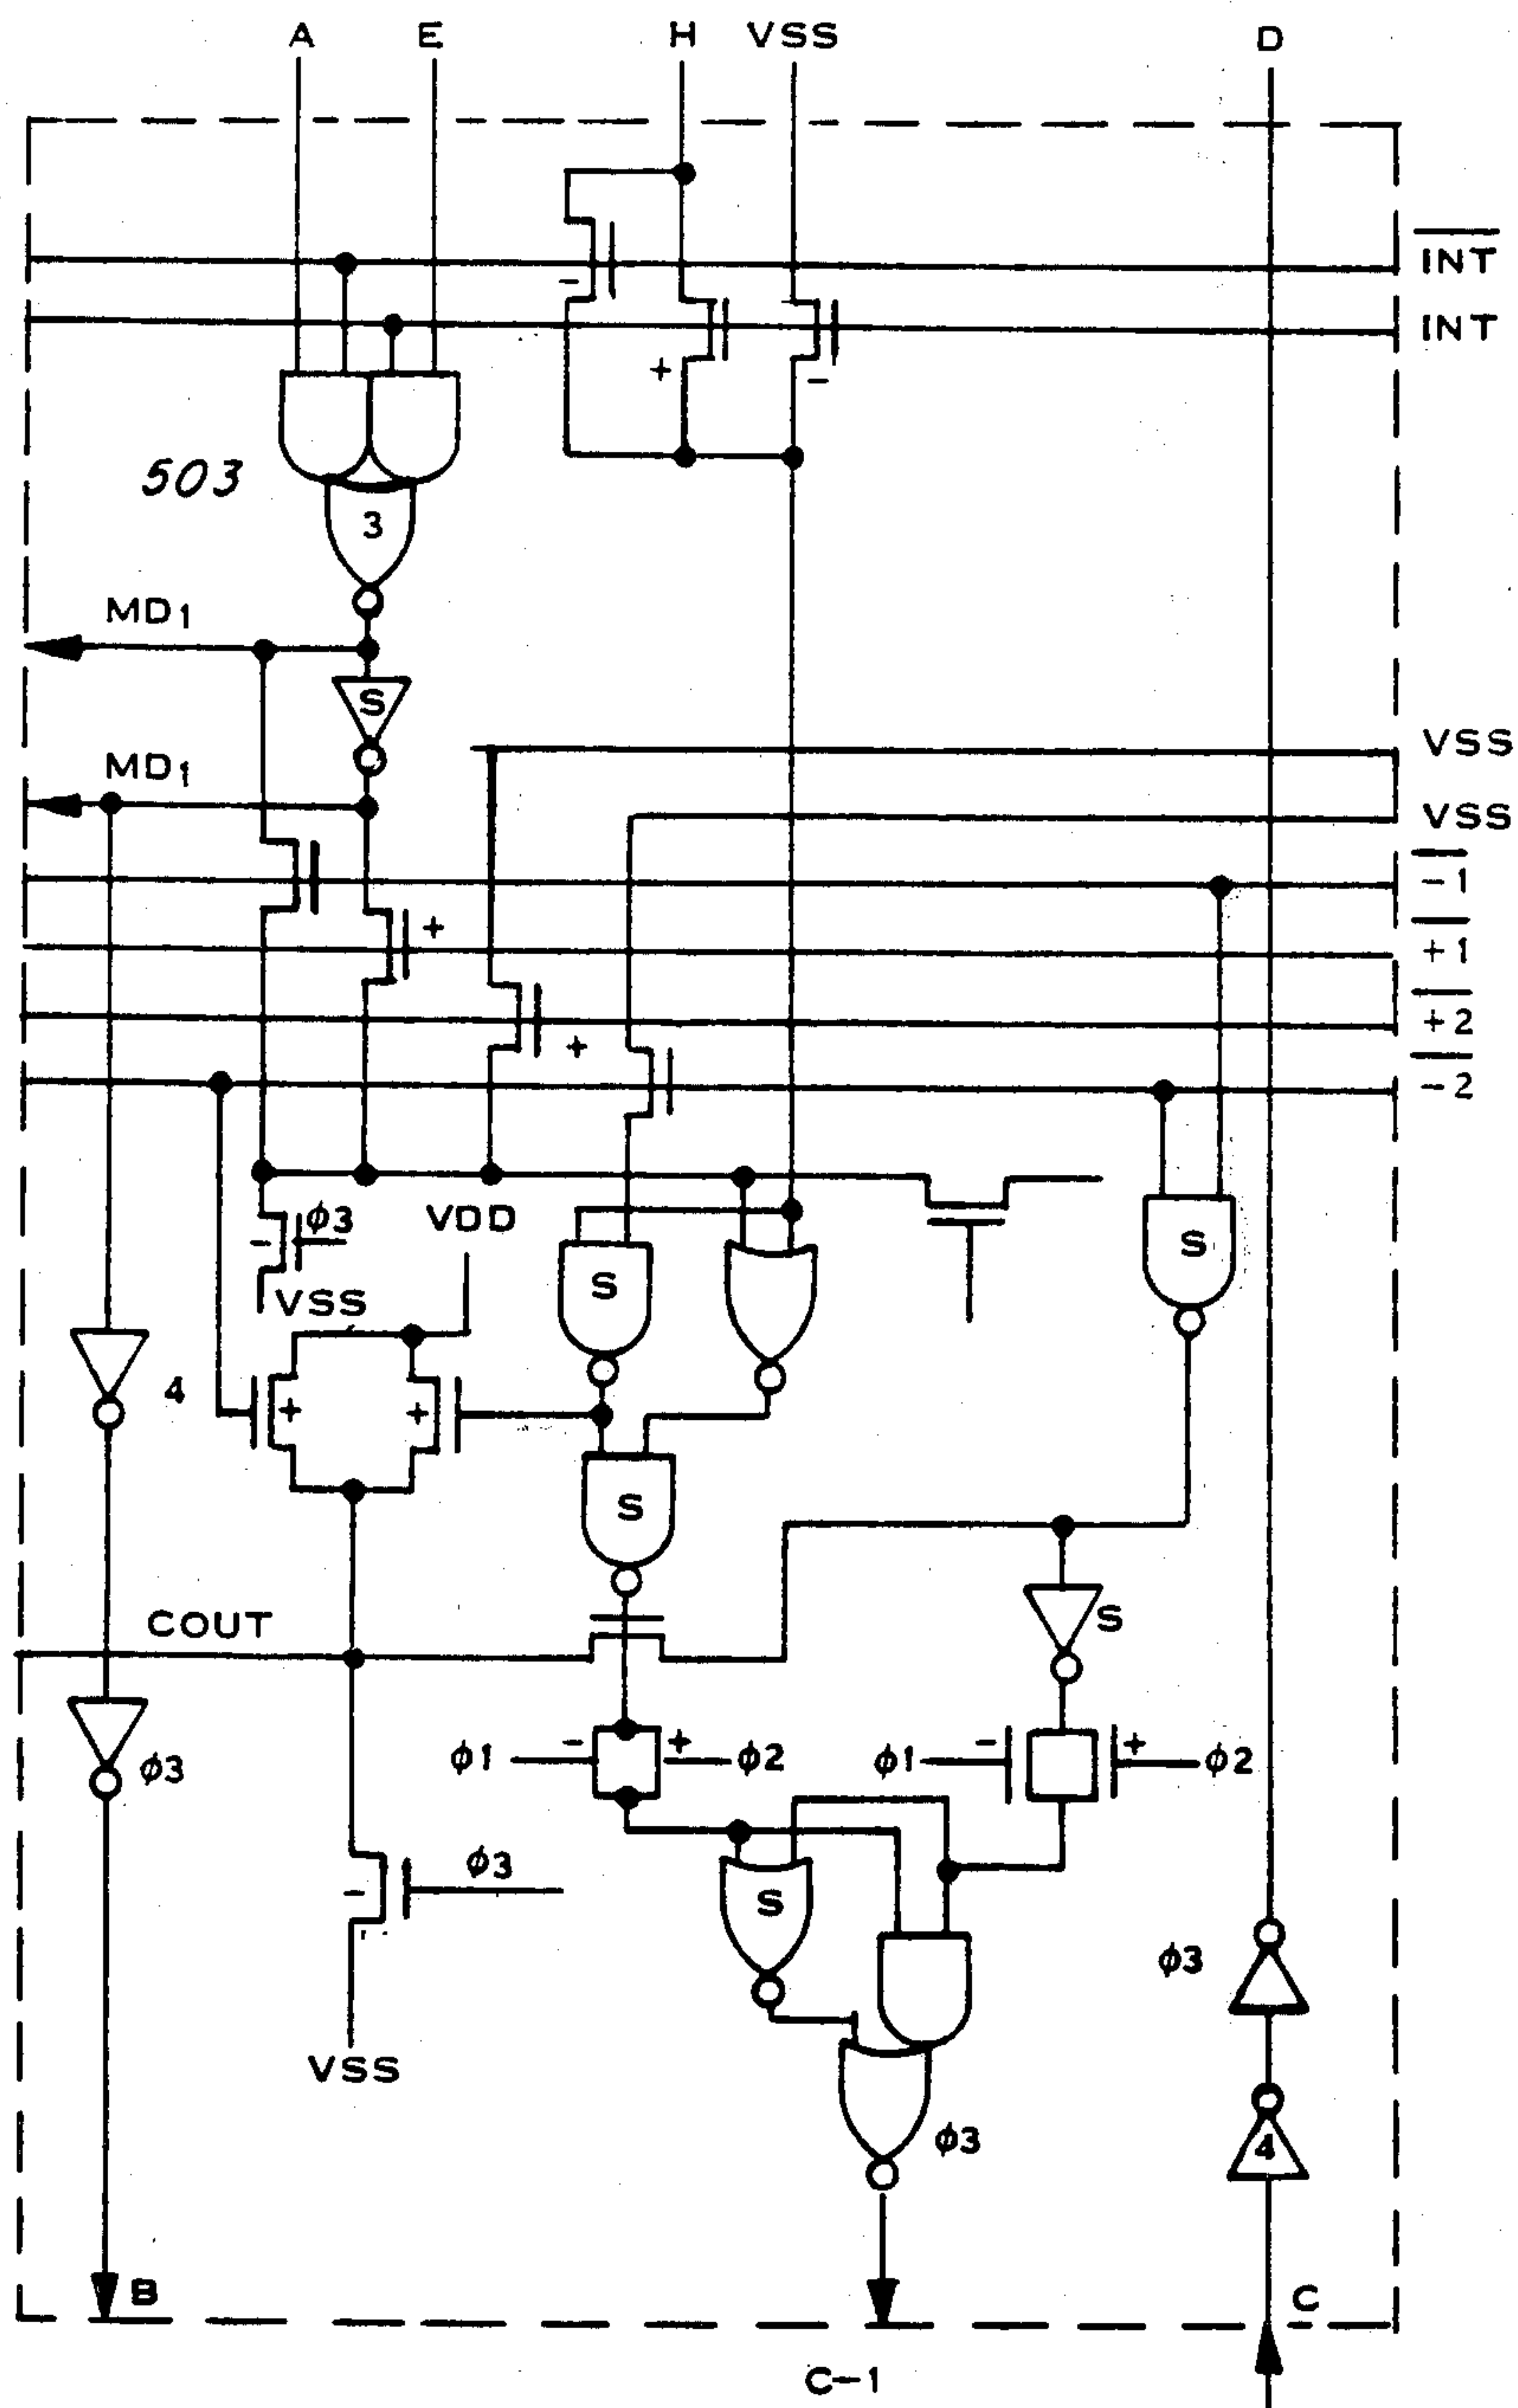 A E H VSS D
INT
INT
503
3
MD1
S
MD1
VSS
VSS
-1
+
+1
+2
+
-2
-
+
-
φ3
-
VDD
VSS
S
S
4
+
+
S
COUT
S
φ1 - + φ2
φ1 - + φ2
φ3
φ3
-
S
φ3
VSS
φ3
4
B
C
C-1